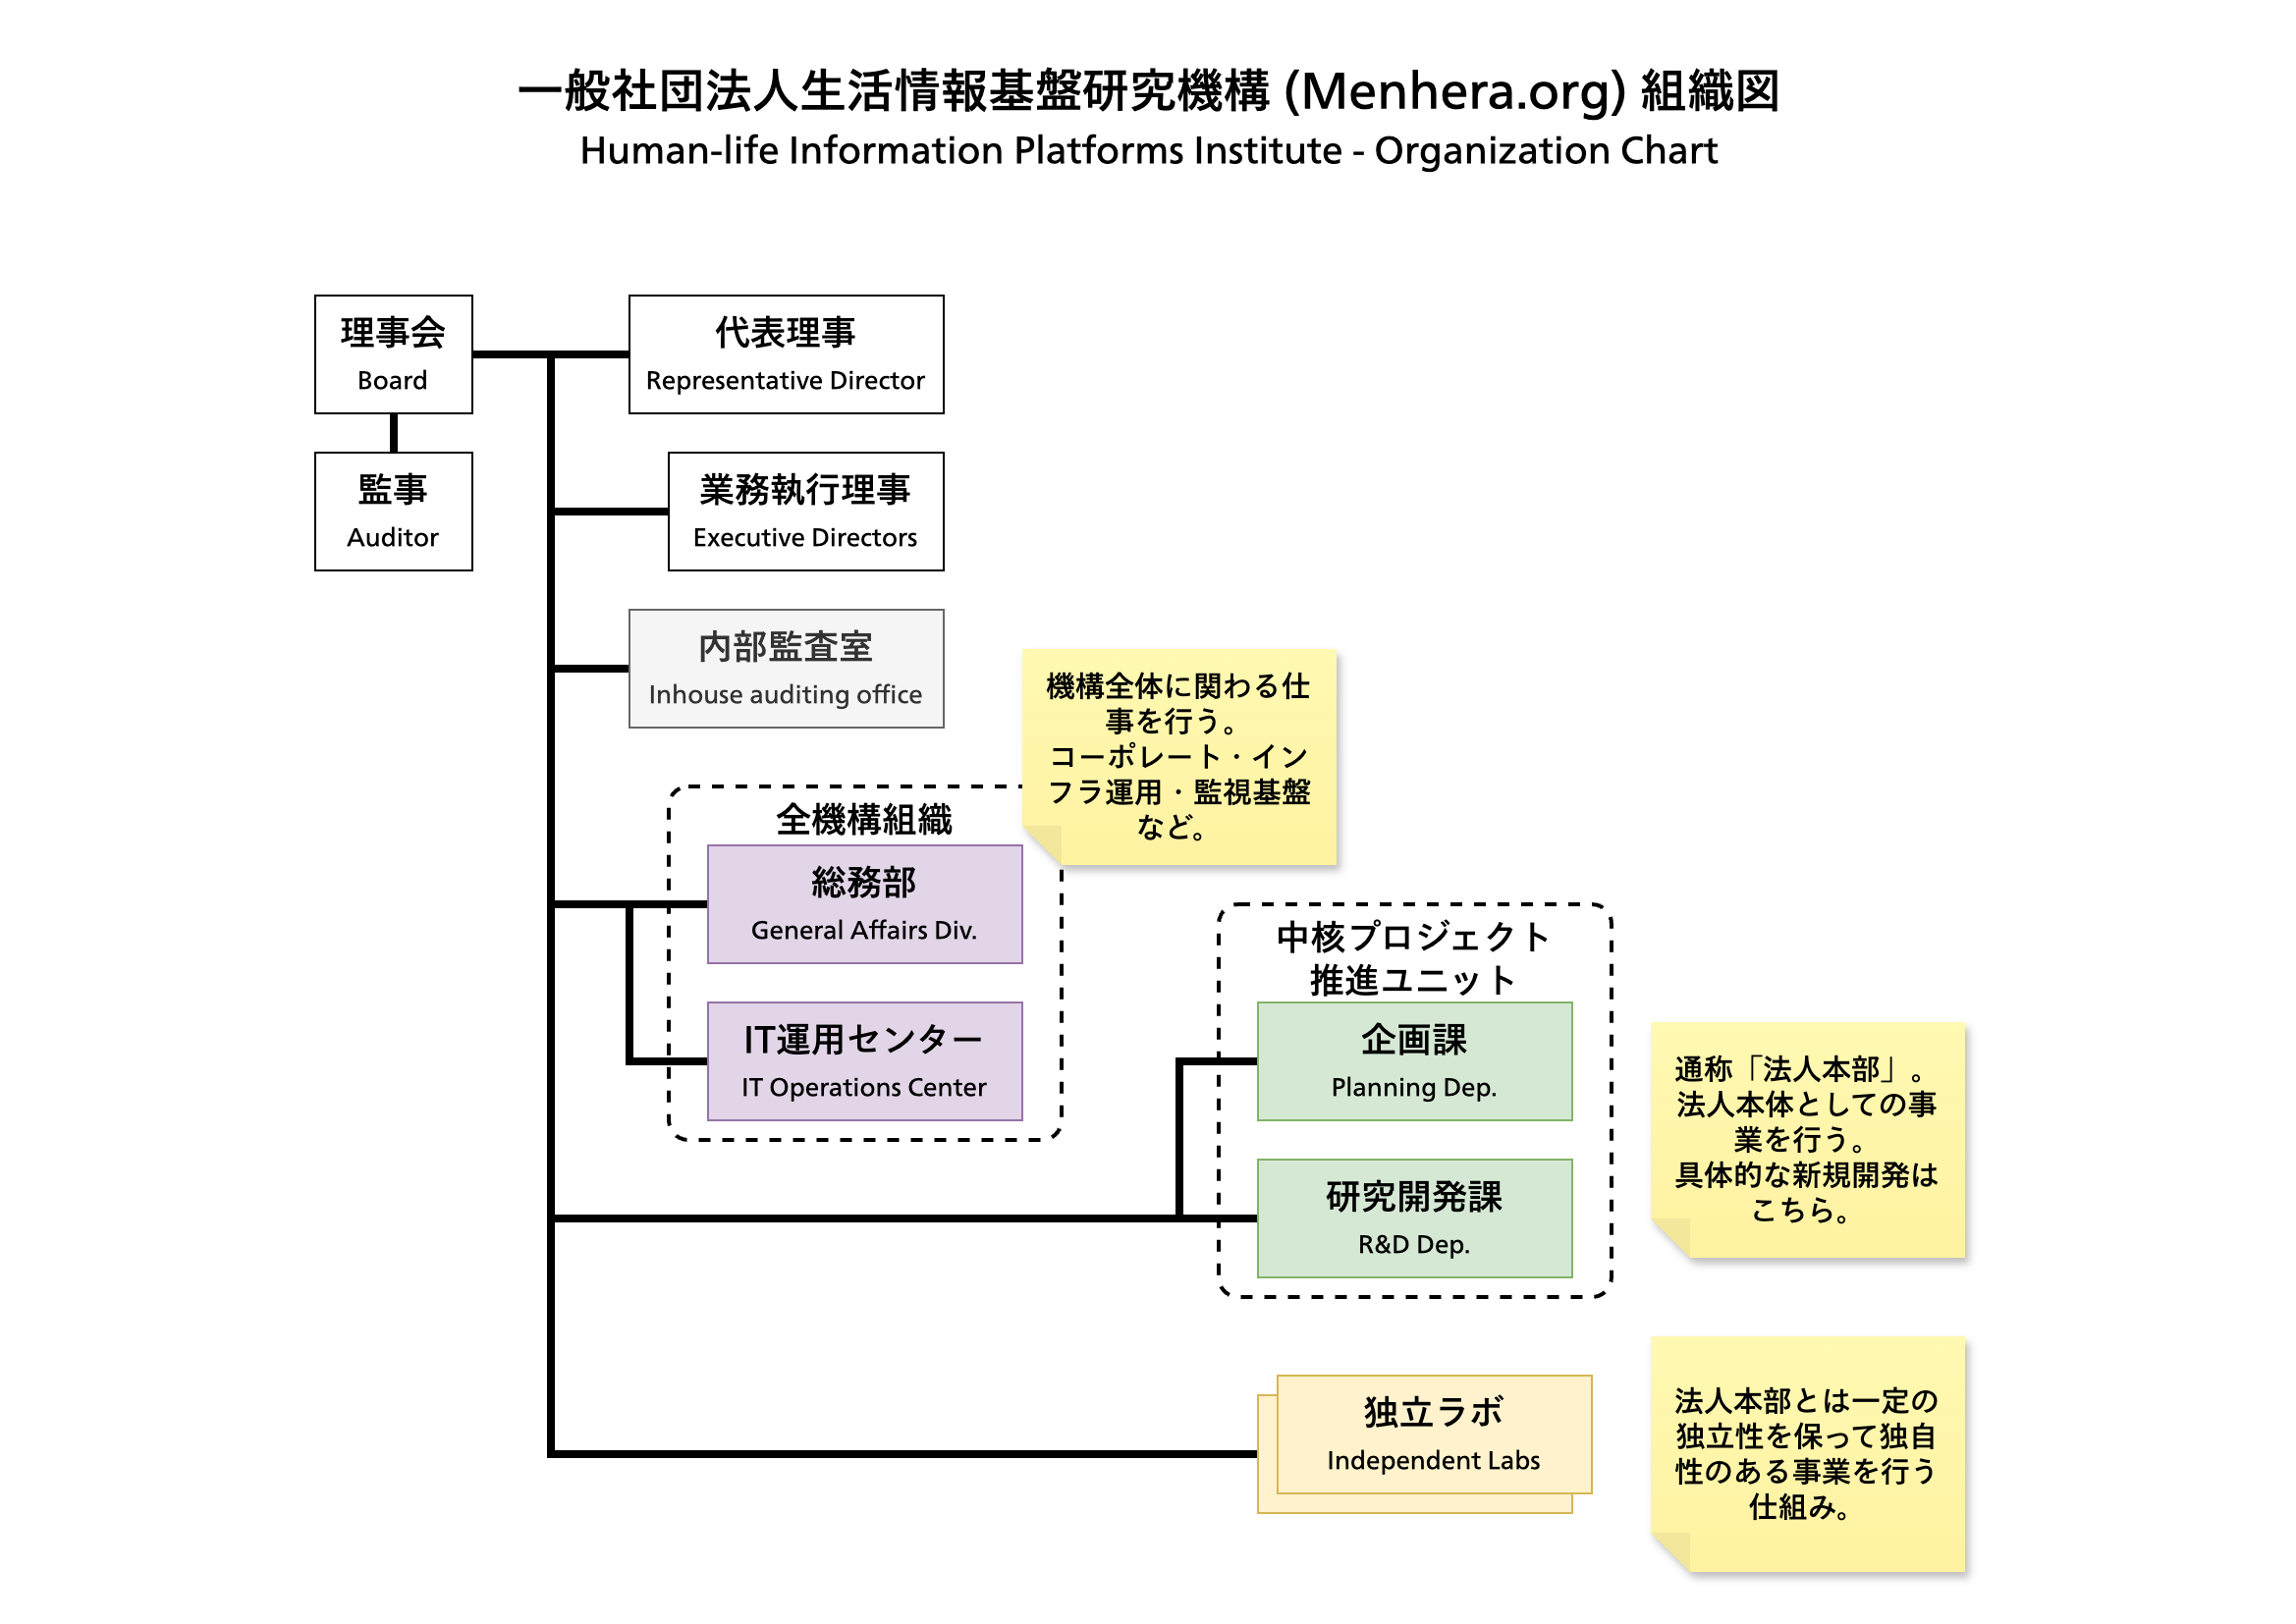 一般社団法人生活情報基盤研究機構 (Menhera.org) 組織図
Human-life Information Platforms Institute - Organization Chart
理事会
Board
代表理事
Representative Director
監事
Auditor
業務執行理事
Executive Directors
内部監査室
Inhouse auditing office
機構全体に関わる仕
事を行う。
コーポレート・イン
フラ運用・監視基盤
など。
全機構組織
総務部
General Affairs Div.
IT運用センター
IT Operations Center
中核プロジェクト
推進ユニット
企画課
Planning Dep.
研究開発課
R&D Dep.
通称「法人本部」。
法人本体としての事
業を行う。
具体的な新規開発は
こちら。
独立ラボ
Independent Labs
法人本部とは一定の
独立性を保って独自
性のある事業を行う
仕組み。